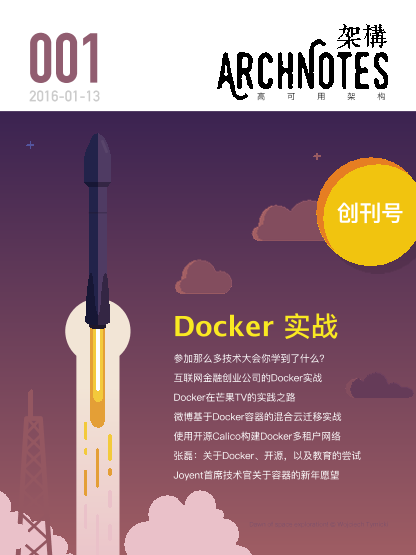 001
2016-01-13
架構
ARCHNOTES
高可用架构
创刊号
Docker 实战
参加那么多技术大会你学到了什么?
互联网金融创业公司的Docker实战
Docker在芒果TV的实践之路
微博基于Docker容器的混合云迁移实战
使用开源Calico构建Docker多租户网络
张磊：关于Docker、开源，以及教育的尝试
Joyent首席技术官关于容器的新年愿望